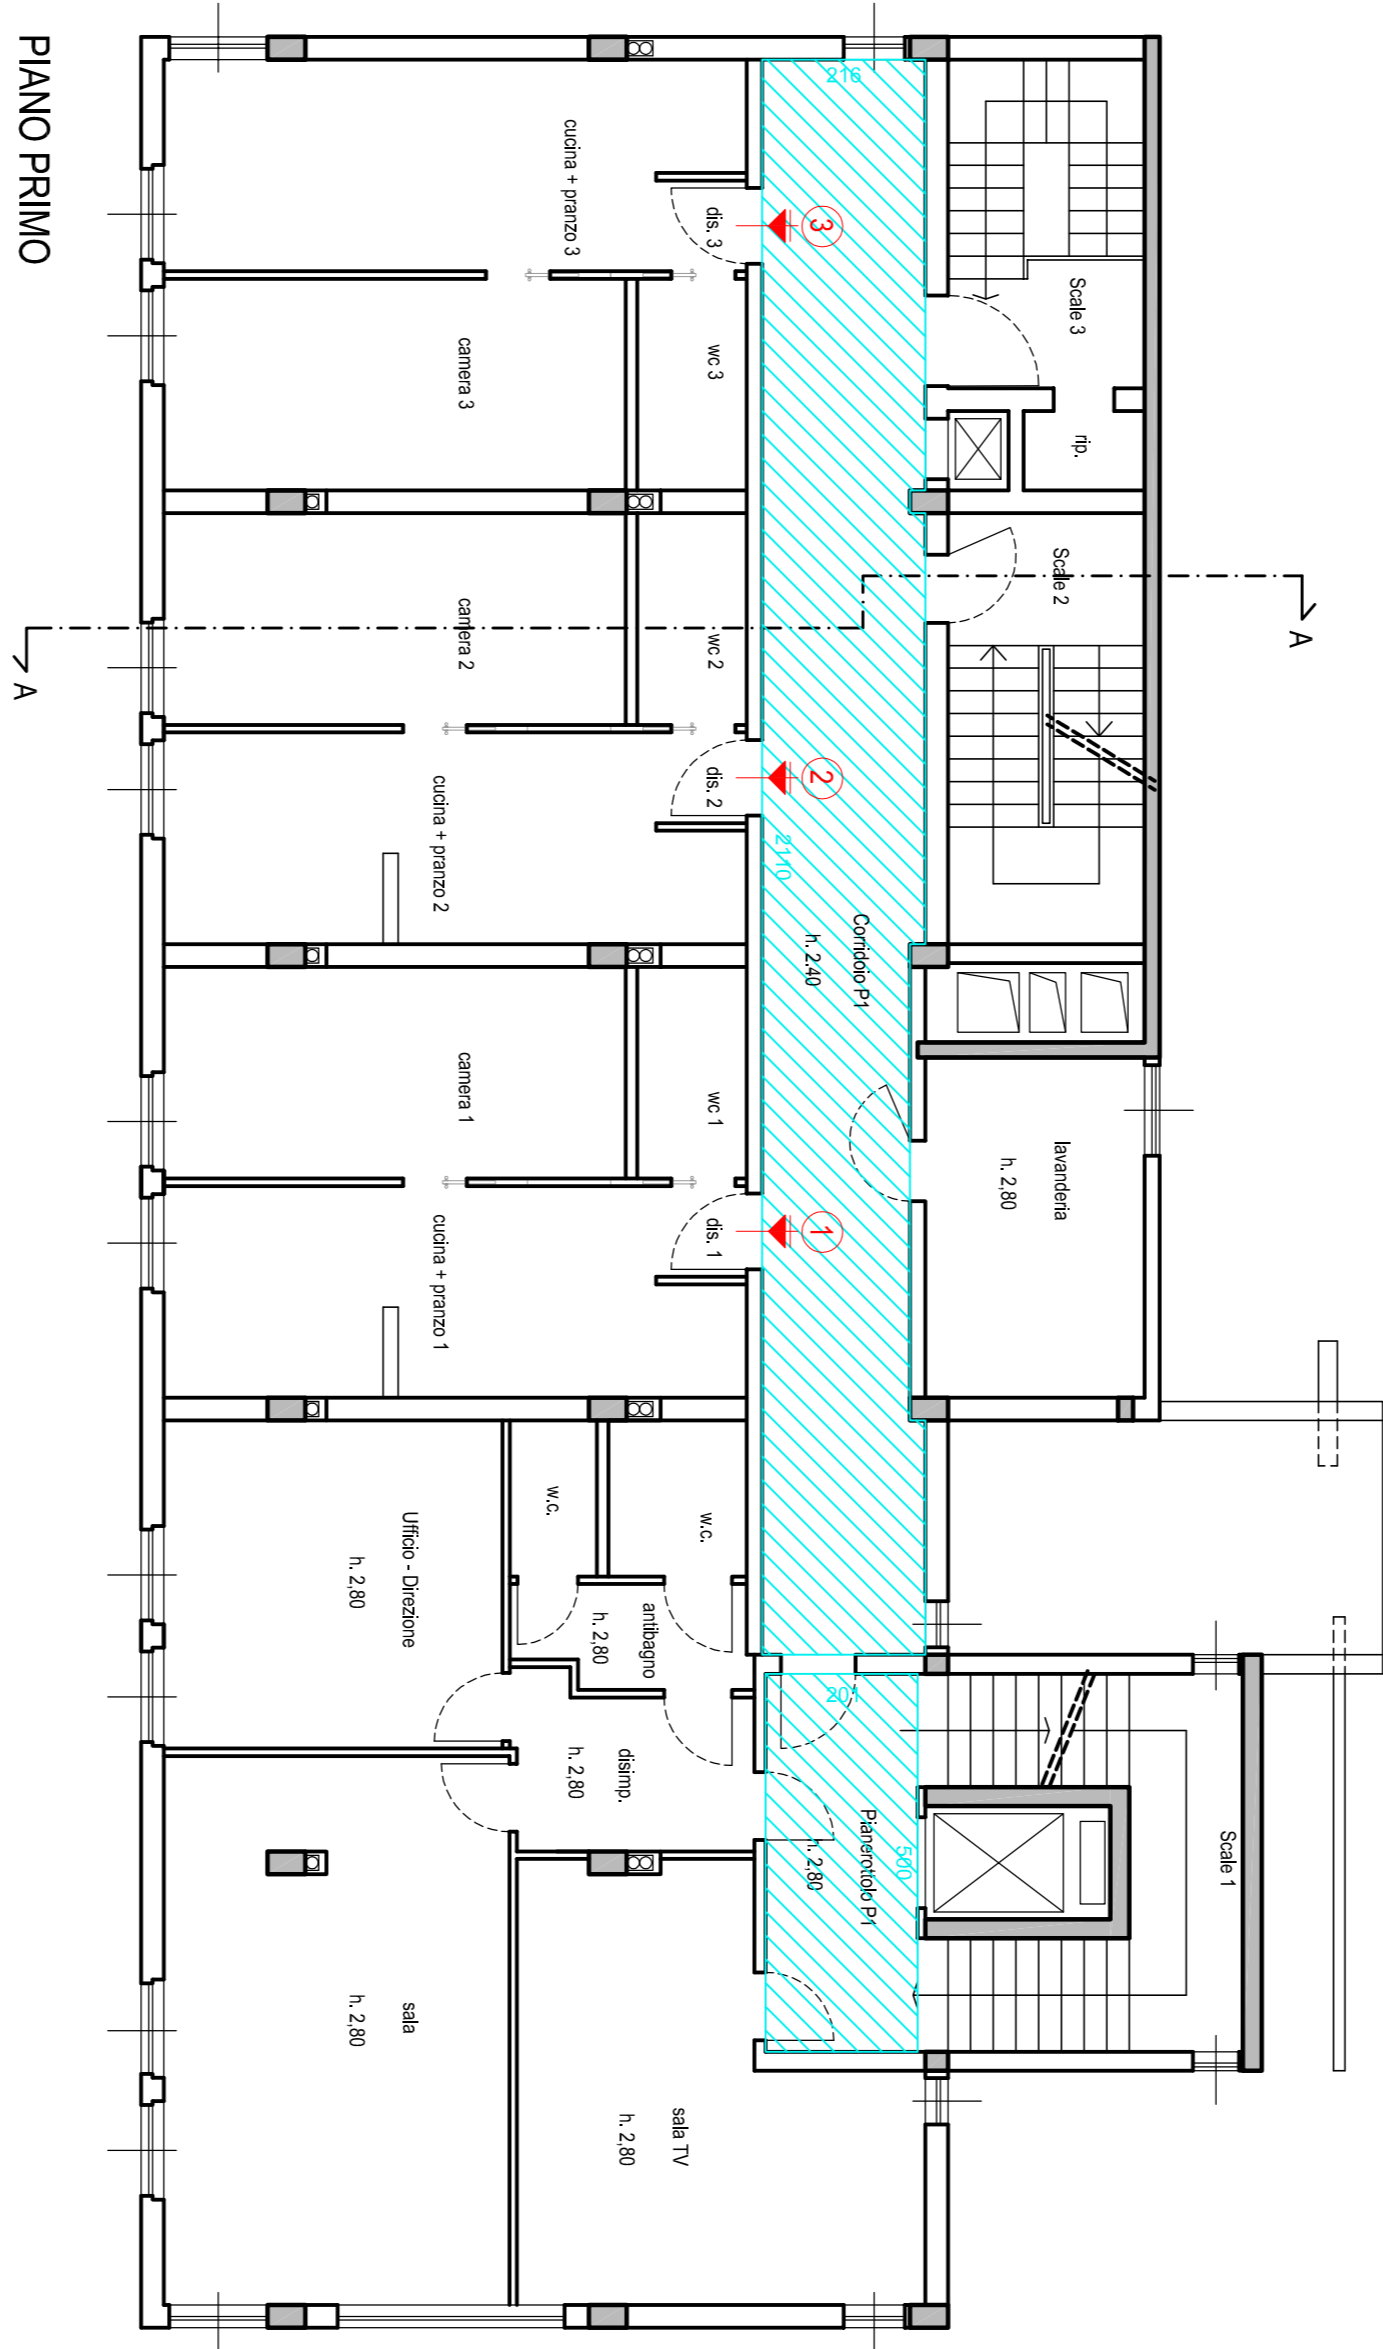 PIANO PRIMO
A
A
216
cucina + pranzo 3
dis. 3
3
Scale 3
camera 3
wc 3
rip.
Scale 2
camera 2
wc 2
cucina + pranzo 2
dis. 2
2
2110
Corridoio P1
h. 2.40
camera 1
wc 1
lavanderia
h. 2,80
cucina + pranzo 1
dis. 1
1
Ufficio - Direzione
h. 2,80
w.c.
w.c.
antibagno
h. 2,80
disimp.
h. 2,80
201
Pianerottolo P1
h. 2,80
500
Scale 1
sala
h. 2,80
sala TV
h. 2,80